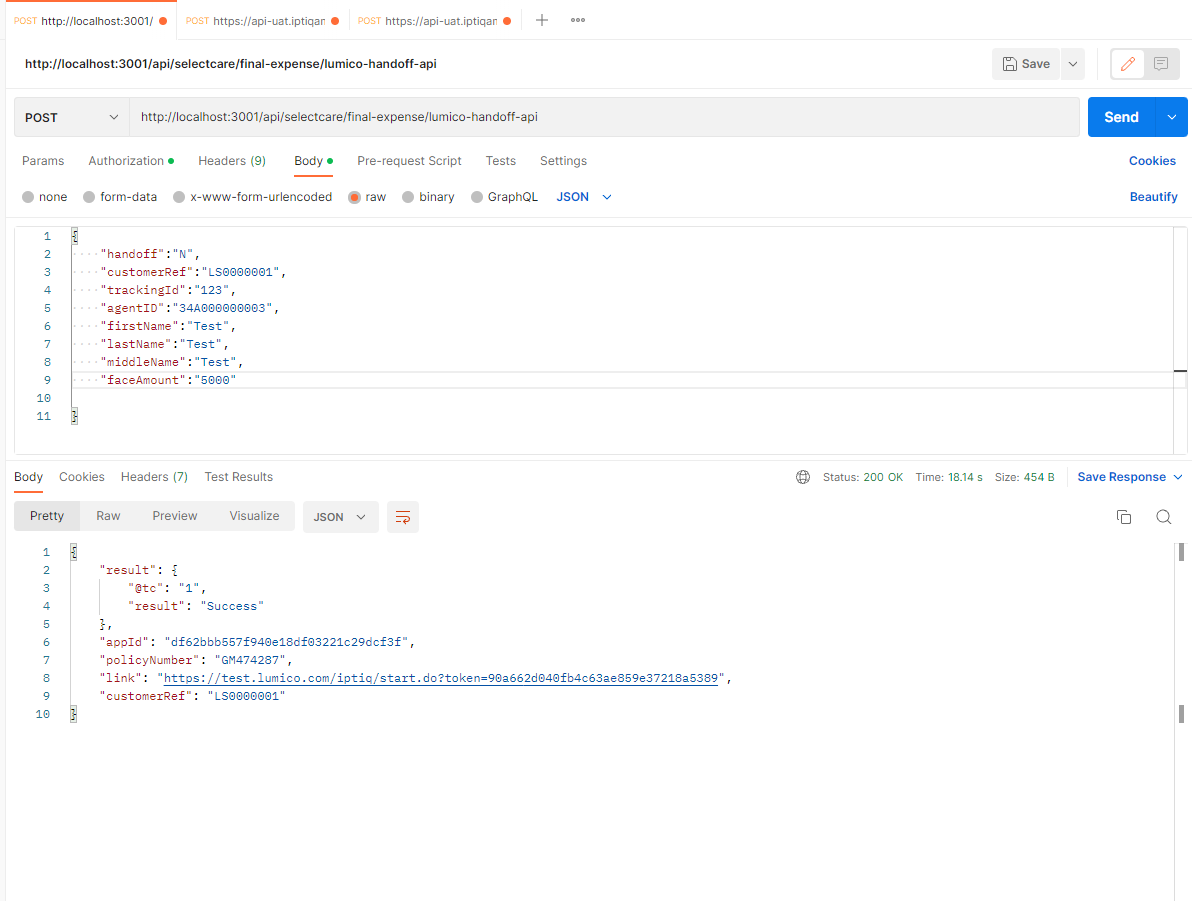 POST http://localhost:3001/ POST https://api-uat.iptiqan POST https://api-uat.iptiqan
http://localhost:3001/api/selectcare/final-expense/lumico-handoff-api Save
POST http://localhost:3001/api/selectcare/final-expense/lumico-handoff-api Send
Params Authorization Headers (9) Body Pre-request Script Tests Settings Cookies
none form-data x-www-form-urlencoded raw binary GraphQL JSON Beautify
1 {
2 "handoff":"N",
3 "customerRef":"LS0000001",
4 "trackingId":"123",
5 "agentID":"34A000000003",
6 "firstName":"Test",
7 "lastName":"Test",
8 "middleName":"Test",
9 "faceAmount":"5000"
10
11 }
Body Cookies Headers (7) Test Results Status: 200 OK Time: 18.14 s Size: 454 B Save Response
Pretty Raw Preview Visualize JSON
1 {
2 "result": {
3 "@tc": "1",
4 "result": "Success"
5 },
6 "appId": "df62bbb557f940e18df03221c29dcf3f",
7 "policyNumber": "GM474287",
8 "link": "https://test.lumico.com/iptiq/start.do?token=90a662d040fb4c63ae859e37218a5389",
9 "customerRef": "LS0000001"
10 }